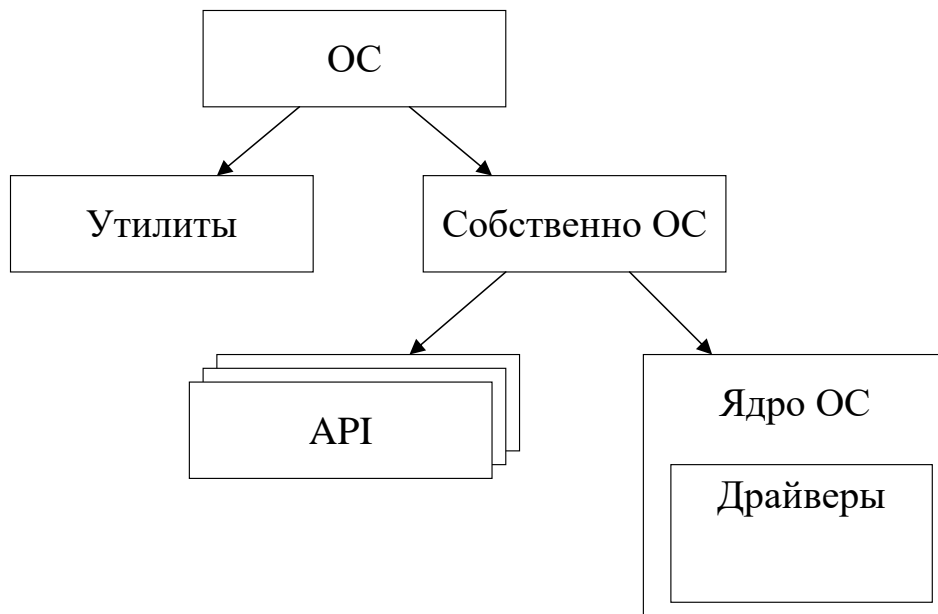 ОС
Утилиты
Собственно ОС
API
Ядро ОС
Драйверы